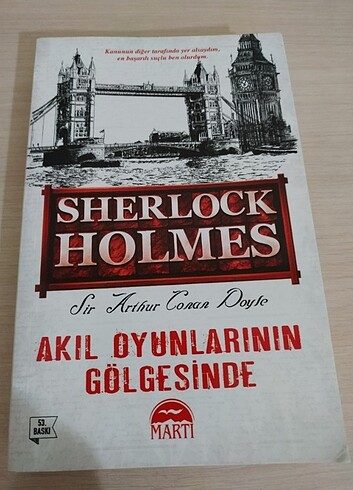 Kanunun diğer tarafında yer alsaydım,
en başarılı suçlu ben olurdum.
SHERLOCK
HOLMES
Sir Arthur Conan Doyle
AKIL OYUNLARININ
GÖLGESİNDE
53.
BASKI
MARTI